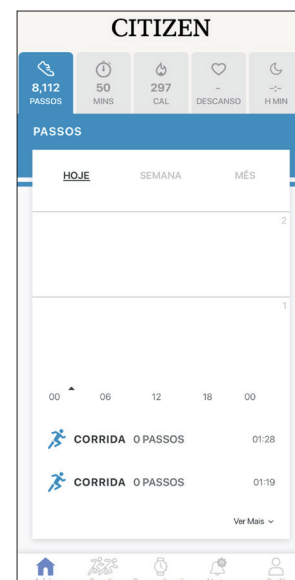 CITIZEN
8,112 50 297 - -:-
PASSOS MINS CAL DESCANSO H MIN
PASSOS
HOJE SEMANA MÊS
2
1
00 06 12 18 00
CORRIDA 0 PASSOS 01:28
CORRIDA 0 PASSOS 01:19
Ver Mais